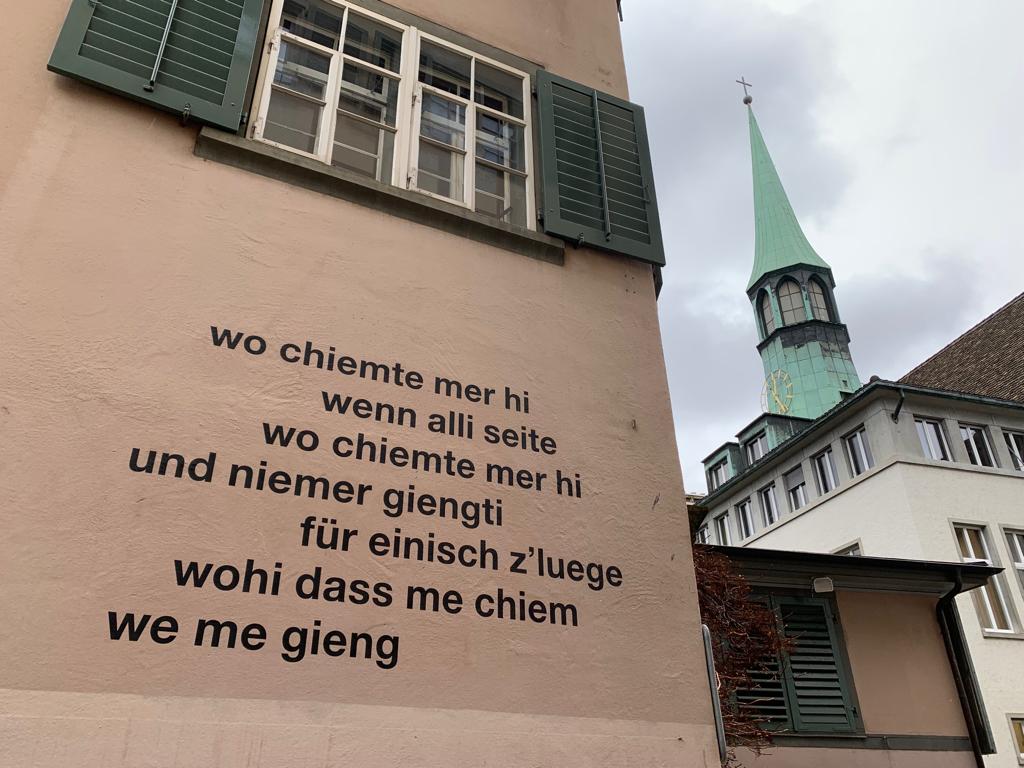 wo chiemte mer hi
wenn alli seite
wo chiemte mer hi
und niemer giengti
für einisch z'luege
wohi dass me chiem
we me gieng